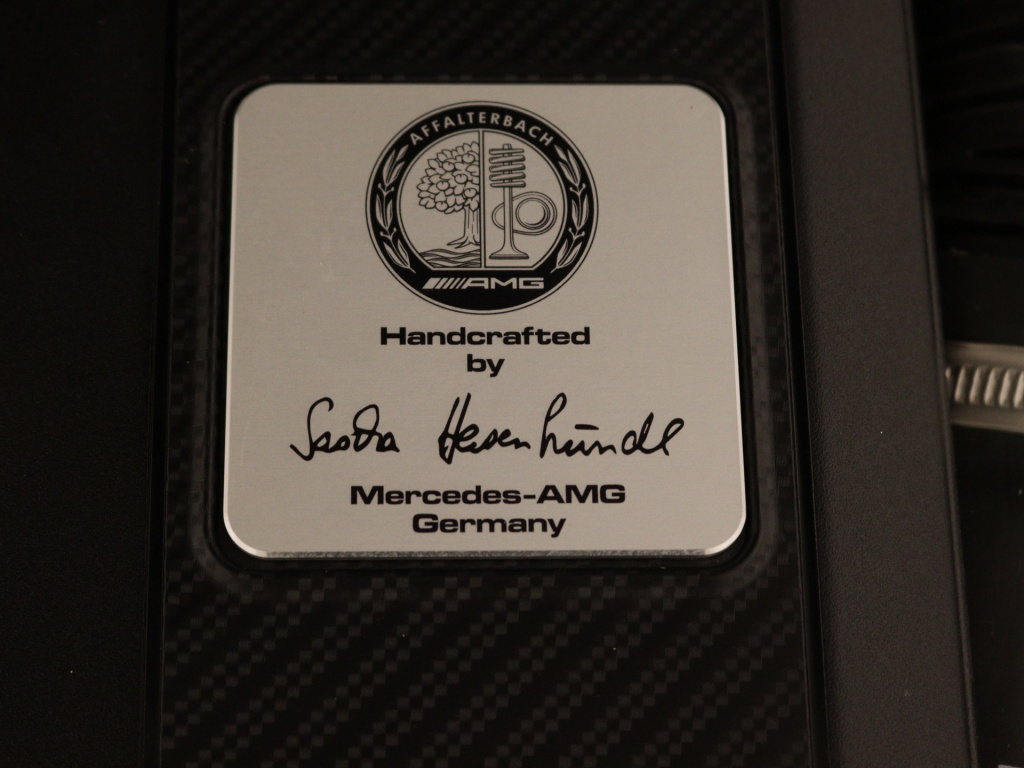 AFFALTERBACH
AMG
Handcrafted
by
Mercedes-AMG
Germany